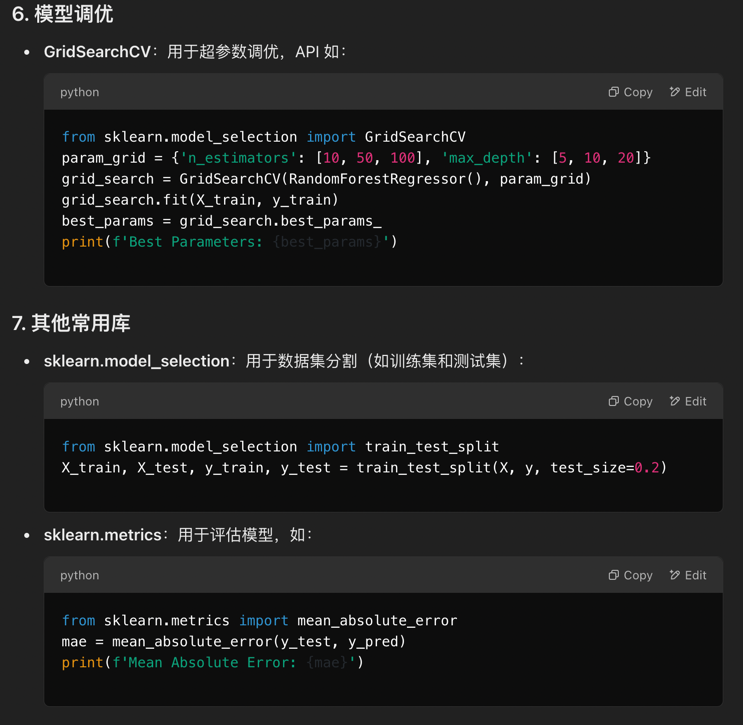 6. 模型调优
• GridSearchCV：用于超参数调优，API 如：
python Copy Edit
from sklearn.model_selection import GridSearchCV
param_grid = {'n_estimators': [10, 50, 100], 'max_depth': [5, 10, 20]}
grid_search = GridSearchCV(RandomForestRegressor(), param_grid)
grid_search.fit(X_train, y_train)
best_params = grid_search.best_params_
print(f'Best Parameters: {best_params}')
7. 其他常用库
• sklearn.model_selection：用于数据集分割（如训练集和测试集）：
python Copy Edit
from sklearn.model_selection import train_test_split
X_train, X_test, y_train, y_test = train_test_split(X, y, test_size=0.2)
• sklearn.metrics：用于评估模型，如：
python Copy Edit
from sklearn.metrics import mean_absolute_error
mae = mean_absolute_error(y_test, y_pred)
print(f'Mean Absolute Error: {mae}')